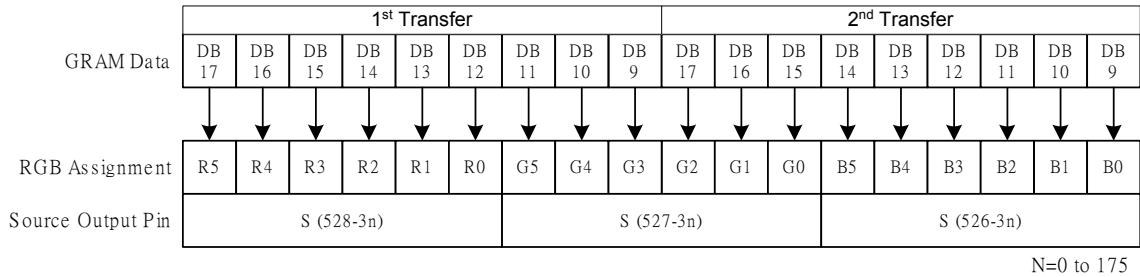 1st Transfer 2nd Transfer
GRAM Data DB 17 DB 16 DB 15 DB 14 DB 13 DB 12 DB 11 DB 10 DB 9 DB 17 DB 16 DB 15 DB 14 DB 13 DB 12 DB 11 DB 10 DB 9
RGB Assignment R5 R4 R3 R2 R1 R0 G5 G4 G3 G2 G1 G0 B5 B4 B3 B2 B1 B0
Source Output Pin S (528-3n) S (527-3n) S (526-3n)
N=0 to 175